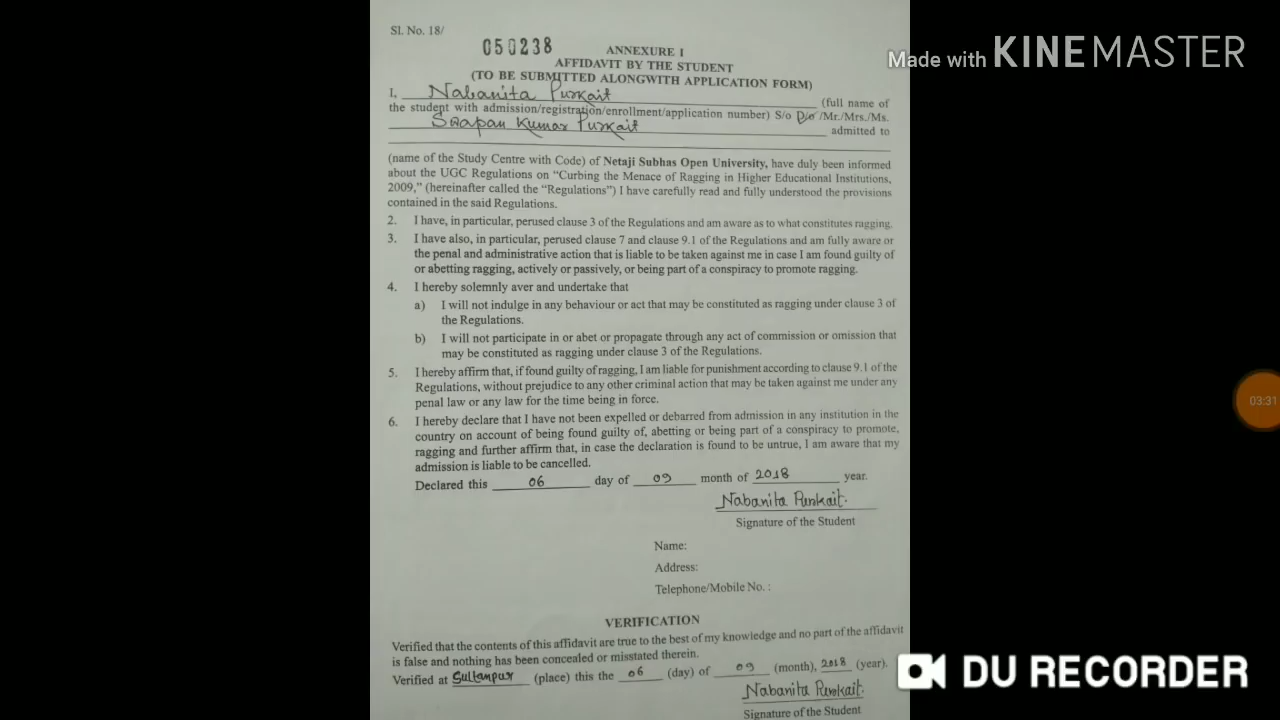 Sl. No. 18/
050238
ANNEXURE I
AFFIDAVIT BY THE STUDENT
(TO BE SUBMITTED ALONGWITH APPLICATION FORM)
I, Nabanita Purkait (full name of
the student with admission/registration/enrollment/application number) S/o D/o /Mr./Mrs./Ms.
Swapan Kumar Purkait admitted to
(name of the Study Centre with Code) of Netaji Subhas Open University, have duly been informed
about the UGC Regulations on “Curbing the Menace of Ragging in Higher Educational Institutions,
2009,” (hereinafter called the “Regulations”) I have carefully read and fully understood the provisions
contained in the said Regulations.
2. I have, in particular, perused clause 3 of the Regulations and am aware as to what constitutes ragging.
3. I have also, in particular, perused clause 7 and clause 9.1 of the Regulations and am fully aware or
the penal and administrative action that is liable to be taken against me in case I am found guilty of
or abetting ragging, actively or passively, or being part of a conspiracy to promote ragging.
4. I hereby solemnly aver and undertake that
a) I will not indulge in any behaviour or act that may be constituted as ragging under clause 3 of
the Regulations.
b) I will not participate in or abet or propagate through any act of commission or omission that
may be constituted as ragging under clause 3 of the Regulations.
5. I hereby affirm that, if found guilty of ragging, I am liable for punishment according to clause 9.1 of the
Regulations, without prejudice to any other criminal action that may be taken against me under any
penal law or any law for the time being in force.
6. I hereby declare that I have not been expelled or debarred from admission in any institution in the
country on account of being found guilty of, abetting or being part of a conspiracy to promote,
ragging and further affirm that, in case the declaration is found to be untrue, I am aware that my
admission is liable to be cancelled.
Declared this 06 day of 09 month of 2018 year.
Nabanita Purkait.
Signature of the Student
Name:
Address:
Telephone/Mobile No. :
VERIFICATION
Verified that the contents of this affidavit are true to the best of my knowledge and no part of the affidavit
is false and nothing has been concealed or misstated therein.
Verified at Sultanpur (place) this the 06 (day) of 09 (month), 2018 (year).
Nabanita Purkait.
Signature of the Student
Made with KINEMASTER
03:31
DU RECORDER